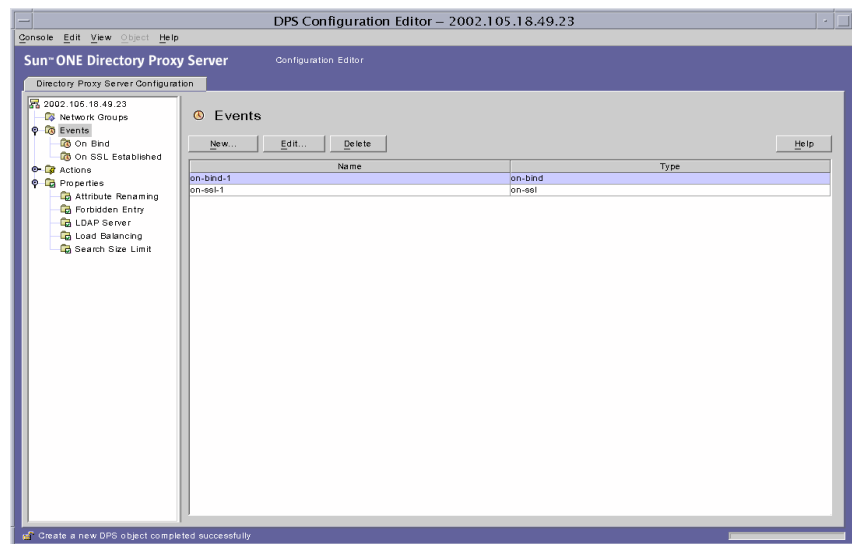 DPS Configuration Editor – 2002.105.18.49.23
Console Edit View Object Help
Sun™ ONE Directory Proxy Server Configuration Editor
Directory Proxy Server Configuration
2002.105.18.49.23
Network Groups
Events
On Bind
On SSL Established
Actions
Properties
Attribute Renaming
Forbidden Entry
LDAP Server
Load Balancing
Search Size Limit
Events
New... Edit... Delete Help
Name Type
on-bind-1 on-bind
on-ssl-1 on-ssl
Create a new DPS object completed successfully